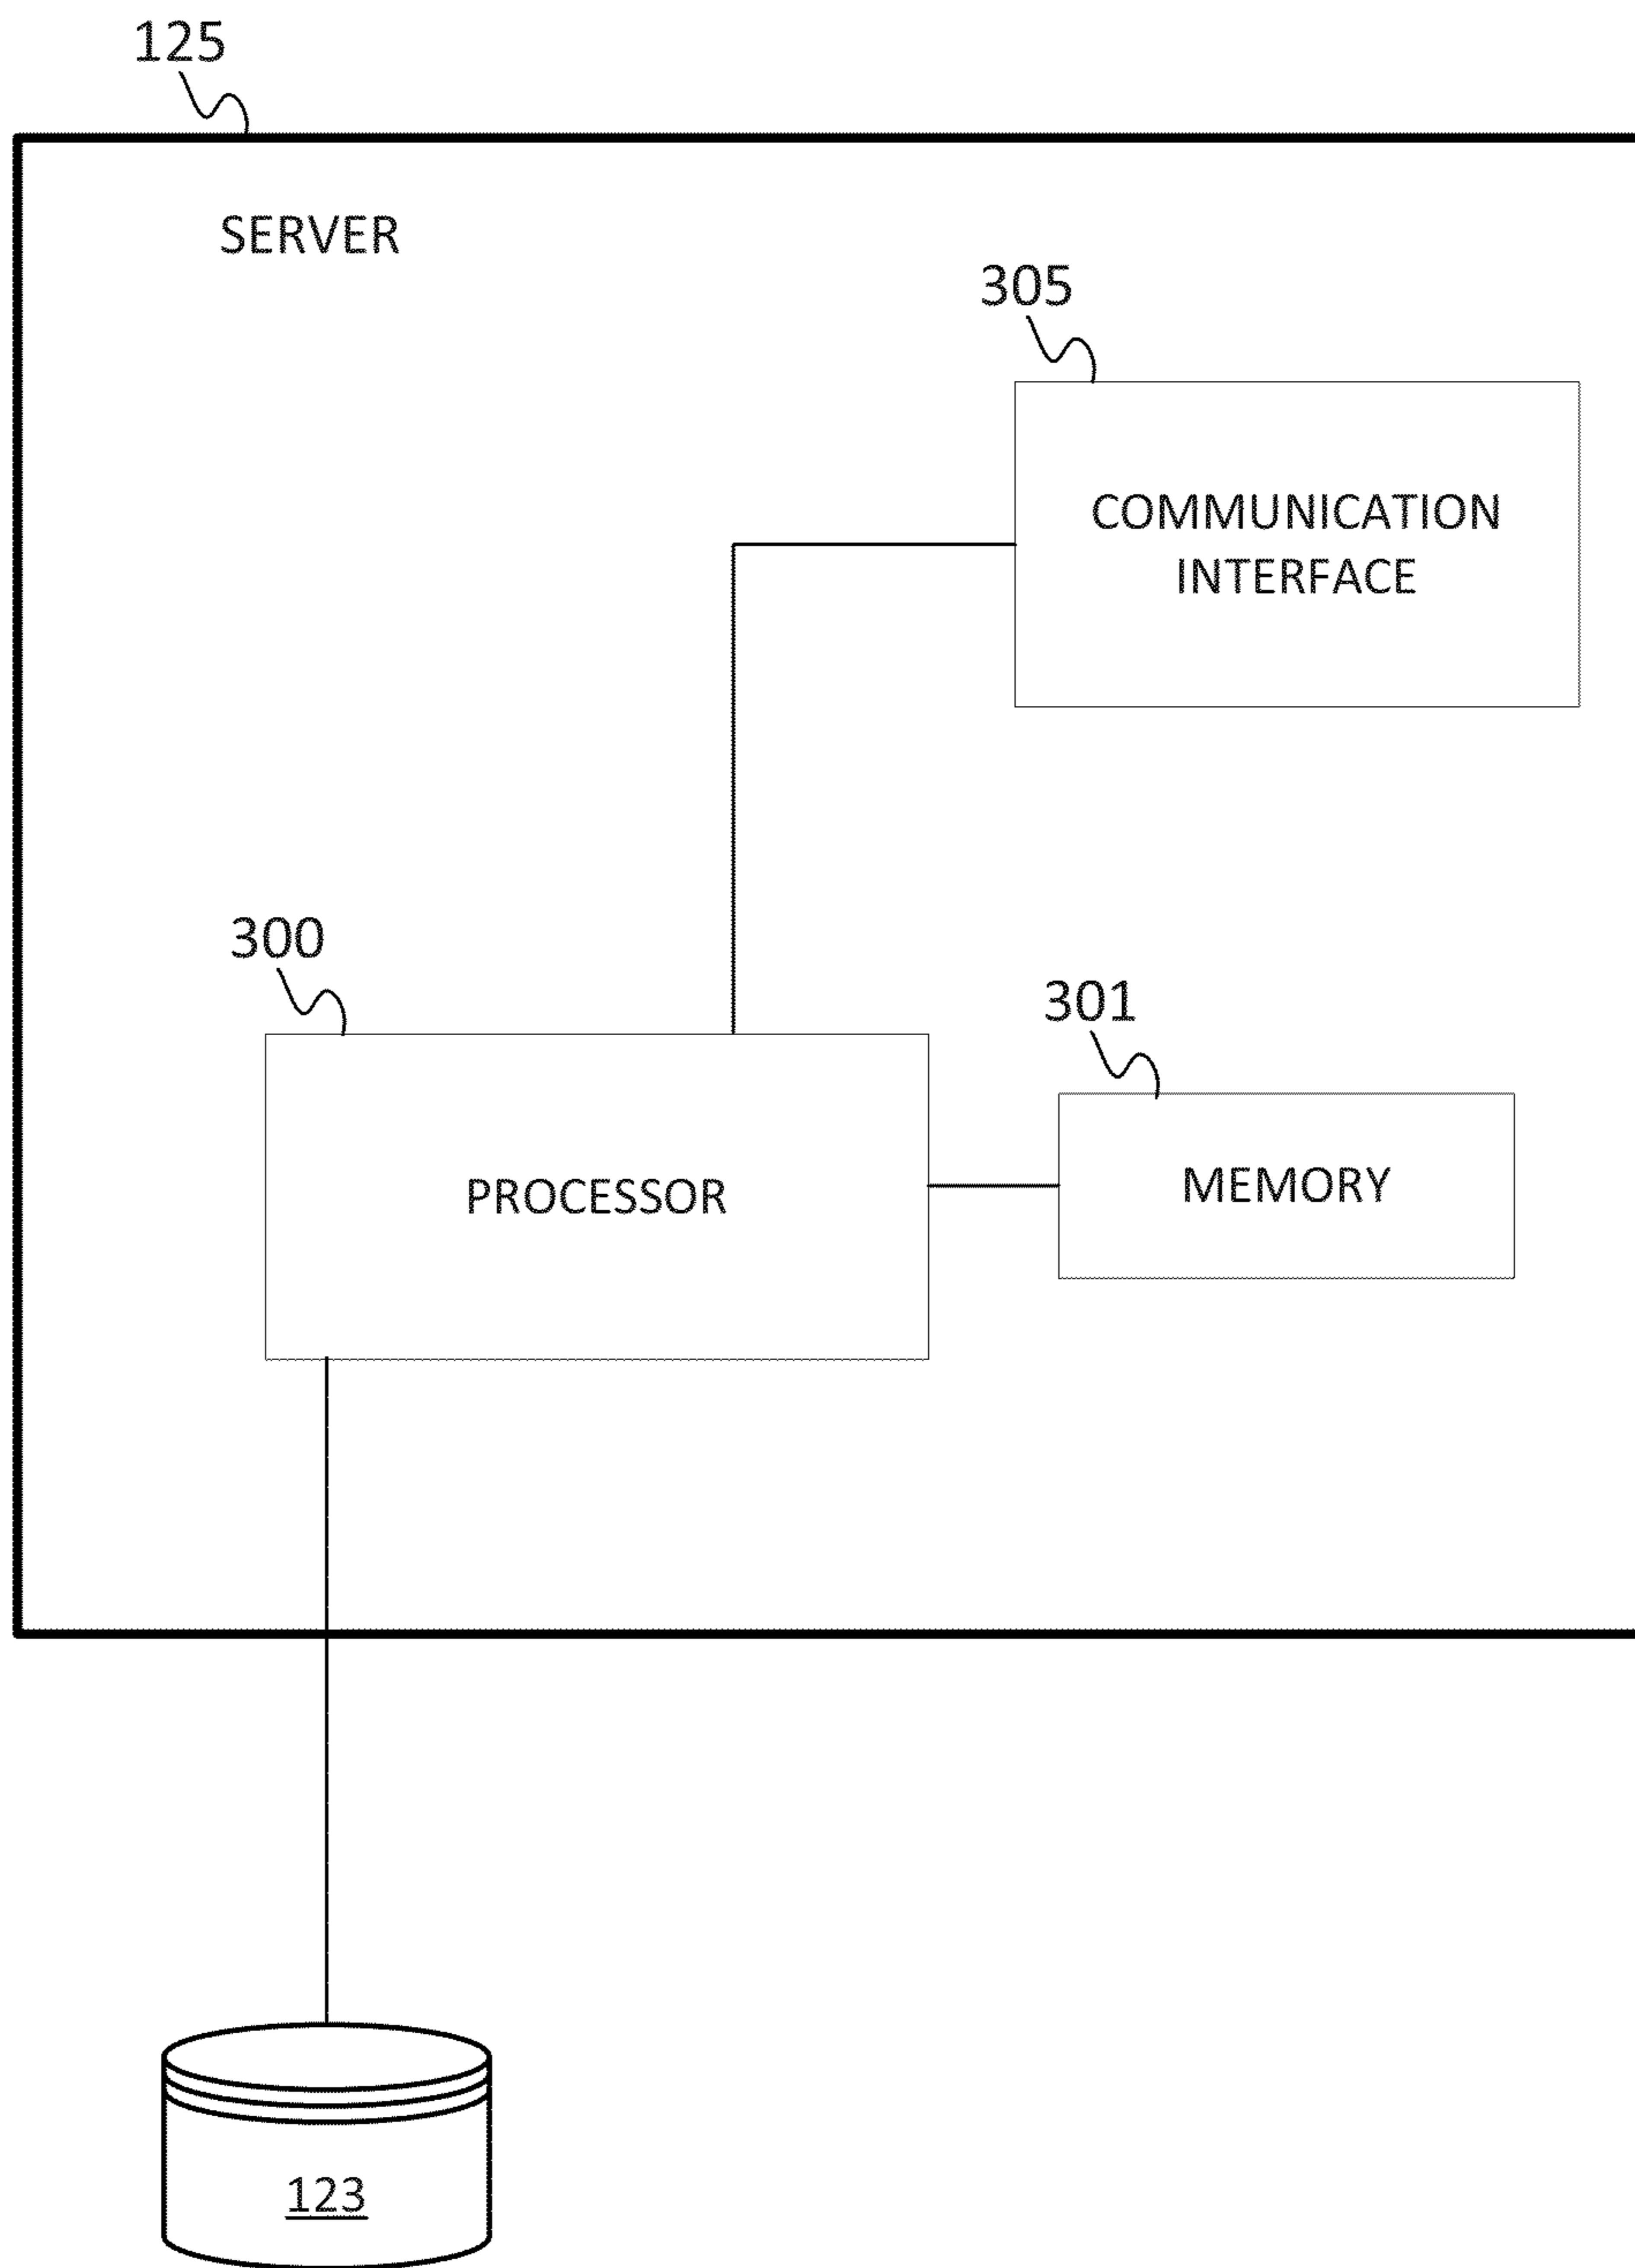 125
SERVER
305
COMMUNICATION
INTERFACE
300
301
PROCESSOR
MEMORY
123